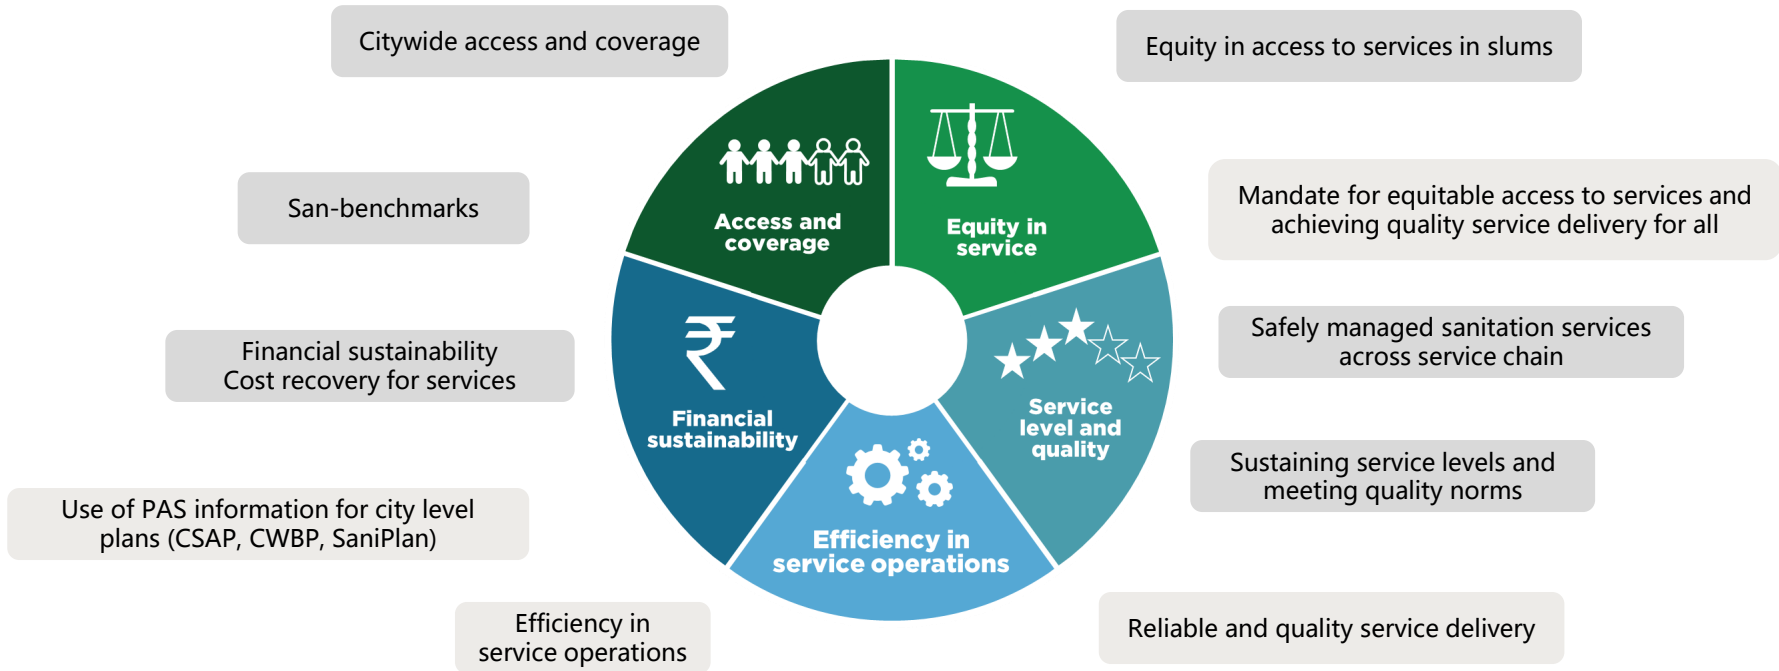 Citywide access and coverage
Equity in access to services in slums
San-benchmarks
Mandate for equitable access to services and
achieving quality service delivery for all
Access and
coverage
Equity in
service
Financial sustainability
Cost recovery for services
Safely managed sanitation services
across service chain
₹
Financial
sustainability
Service
level and
quality
Sustaining service levels and
meeting quality norms
Use of PAS information for city level
plans (CSAP, CWBP, SaniPlan)
Efficiency in
service operations
Efficiency in
service operations
Reliable and quality service delivery